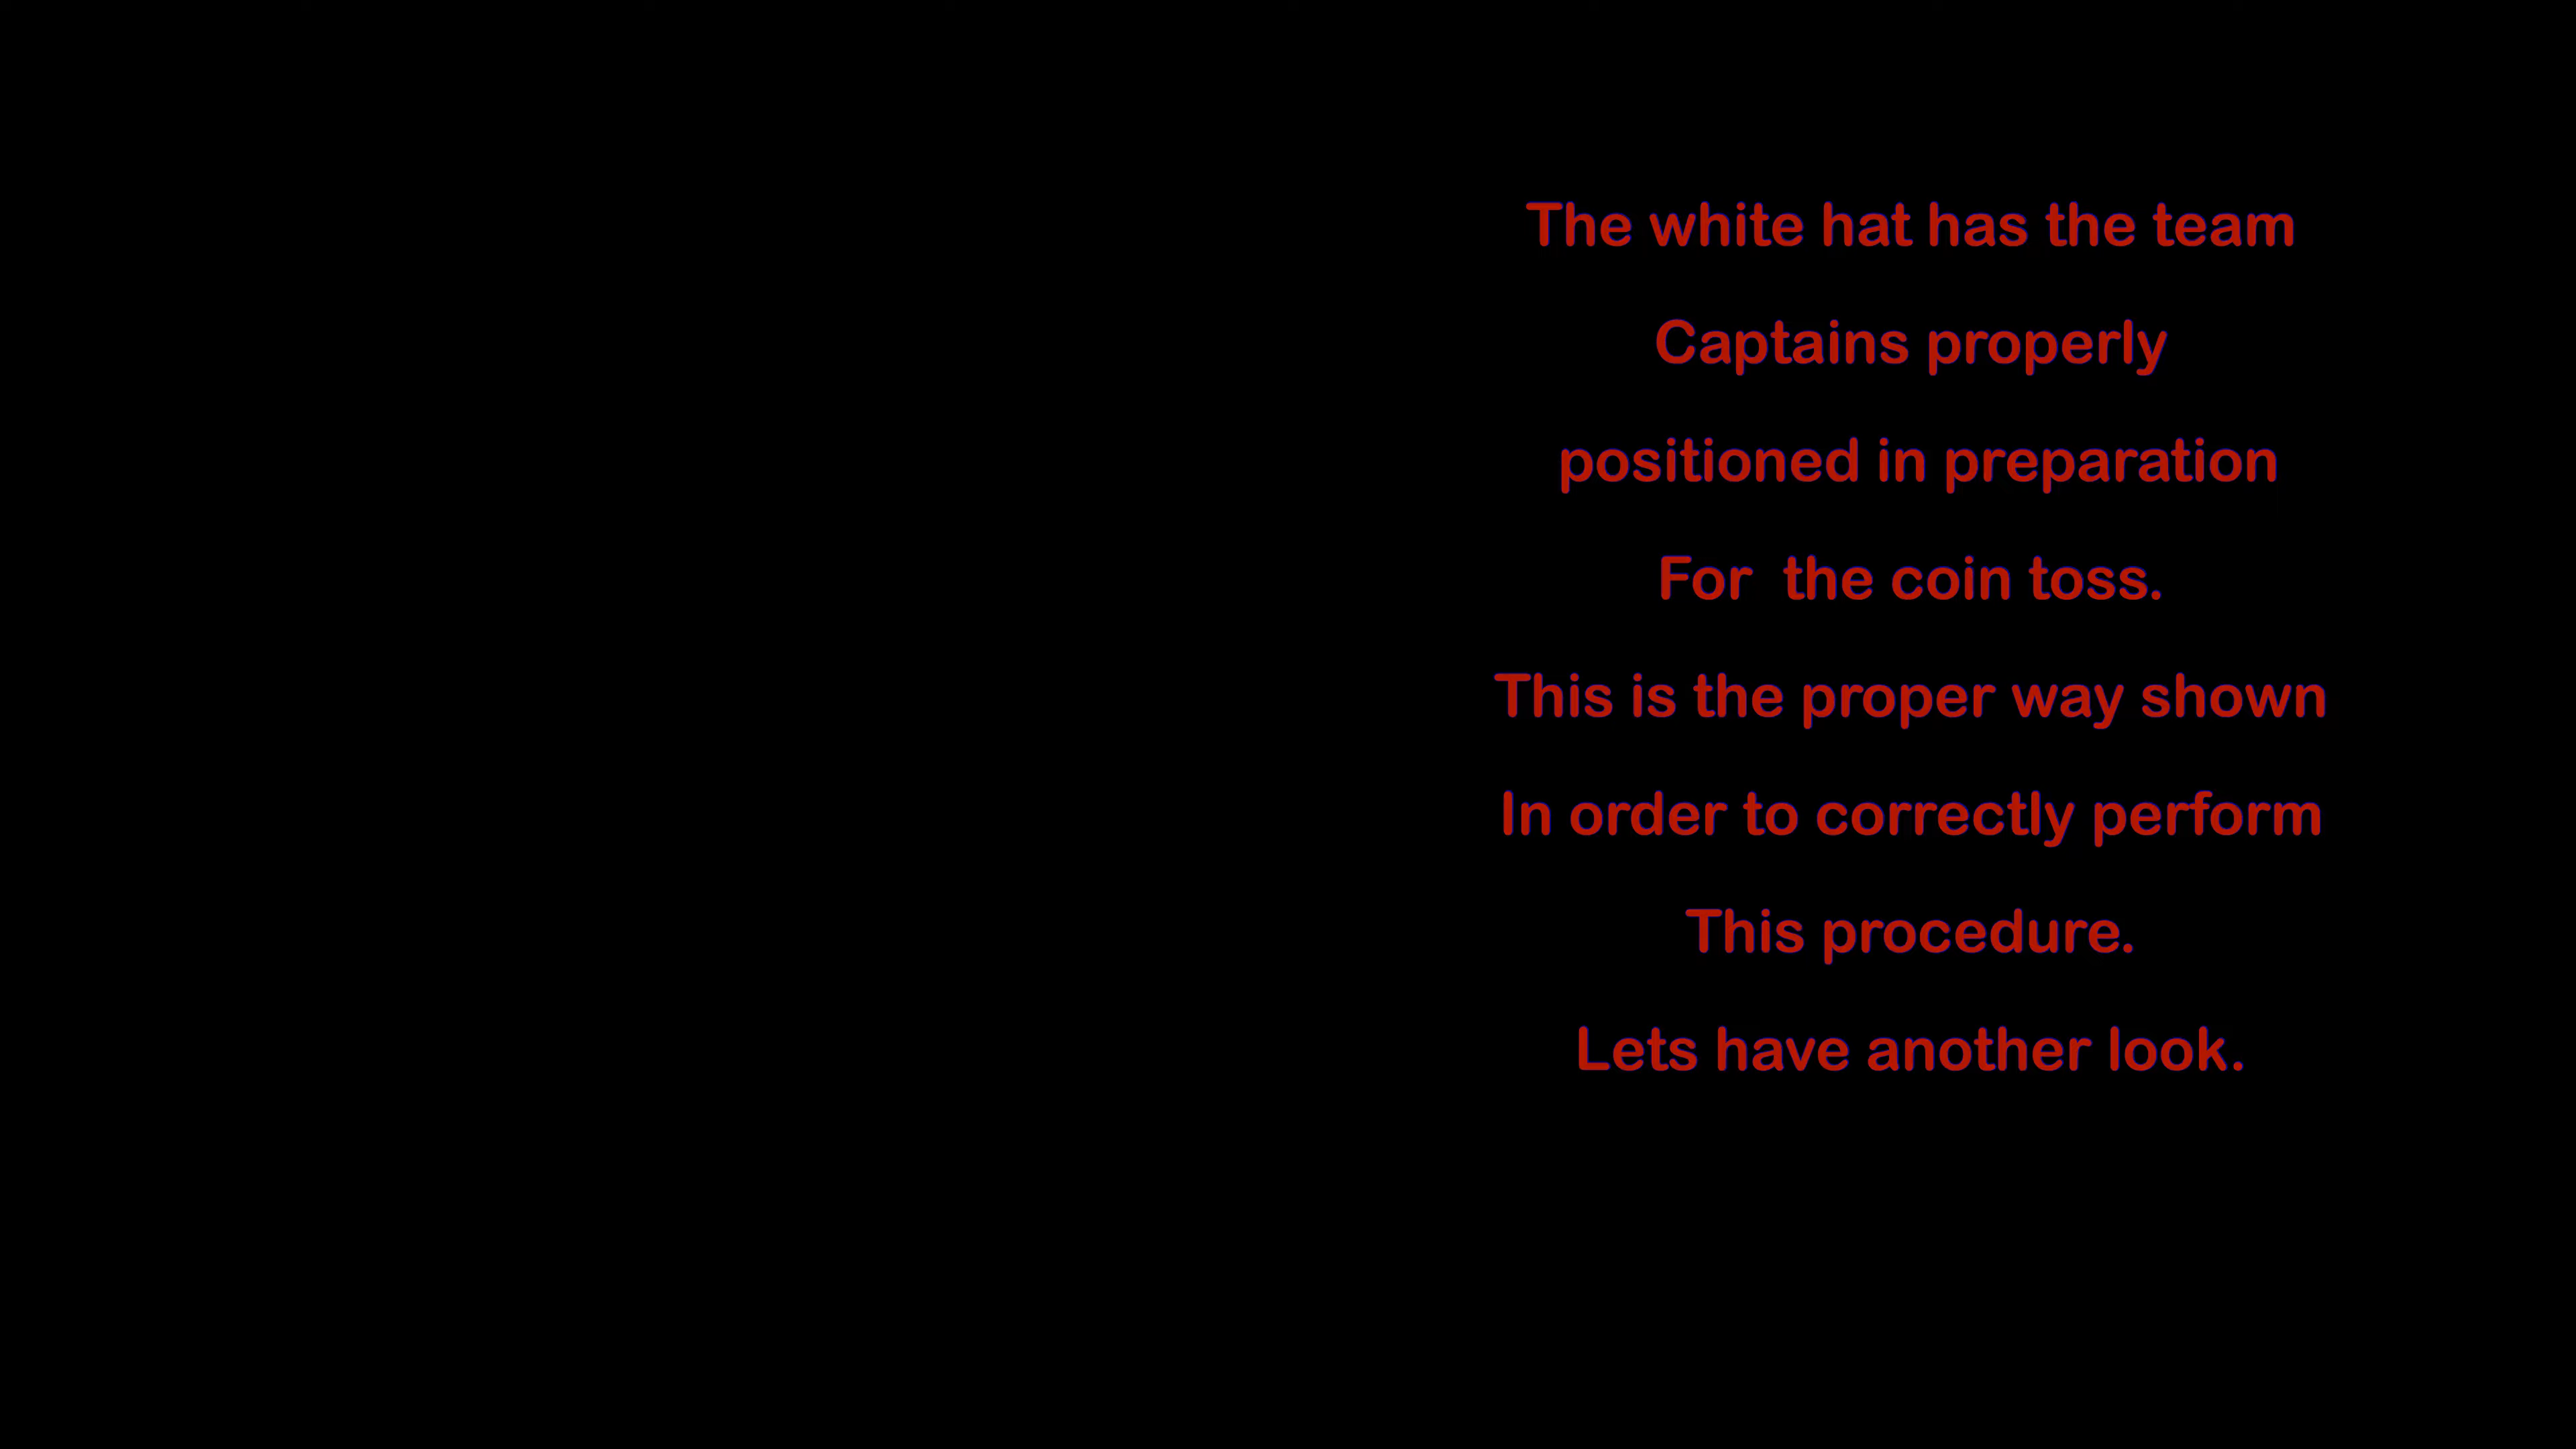 The white hat has the team
Captains properly
positioned in preparation
For  the coin toss.
This is the proper way shown
In order to correctly perform
This procedure.
Lets have another look.